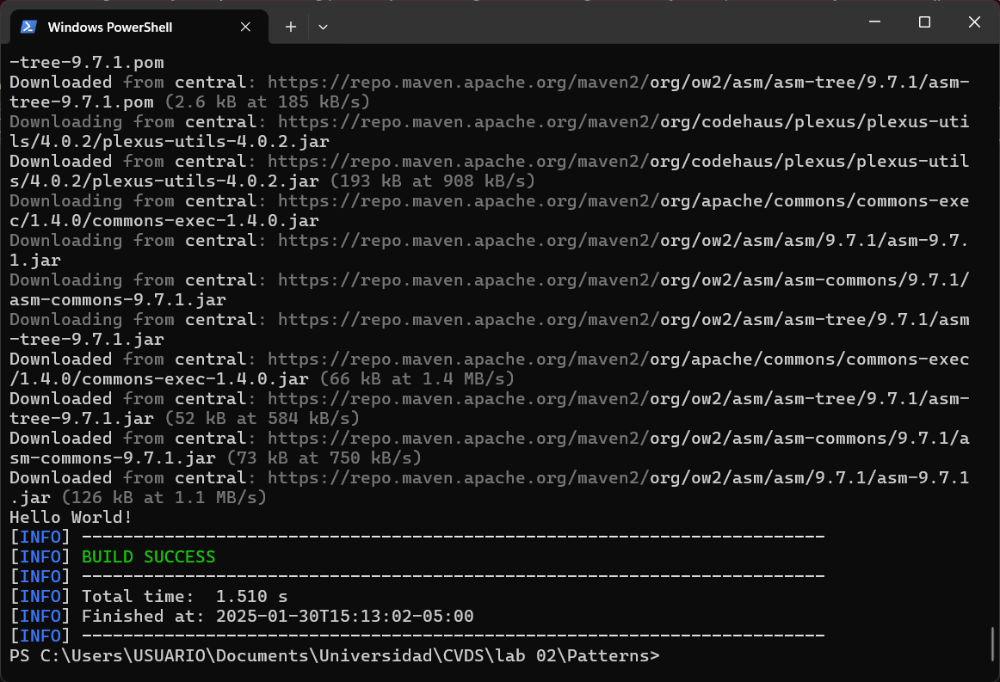 Windows PowerShell
-tree-9.7.1.pom
Downloaded from central: https://repo.maven.apache.org/maven2/org/ow2/asm/asm-tree/9.7.1/asm-
tree-9.7.1.pom (2.6 kB at 185 kB/s)
Downloading from central: https://repo.maven.apache.org/maven2/org/codehaus/plexus/plexus-uti
ls/4.0.2/plexus-utils-4.0.2.jar
Downloaded from central: https://repo.maven.apache.org/maven2/org/codehaus/plexus/plexus-util
s/4.0.2/plexus-utils-4.0.2.jar (193 kB at 908 kB/s)
Downloading from central: https://repo.maven.apache.org/maven2/org/apache/commons/commons-exe
c/1.4.0/commons-exec-1.4.0.jar
Downloading from central: https://repo.maven.apache.org/maven2/org/ow2/asm/asm/9.7.1/asm-9.7.
1.jar
Downloading from central: https://repo.maven.apache.org/maven2/org/ow2/asm/asm-commons/9.7.1/
asm-commons-9.7.1.jar
Downloading from central: https://repo.maven.apache.org/maven2/org/ow2/asm/asm-tree/9.7.1/asm
-tree-9.7.1.jar
Downloaded from central: https://repo.maven.apache.org/maven2/org/apache/commons/commons-exec
/1.4.0/commons-exec-1.4.0.jar (66 kB at 1.4 MB/s)
Downloaded from central: https://repo.maven.apache.org/maven2/org/ow2/asm/asm-tree/9.7.1/asm-
tree-9.7.1.jar (52 kB at 584 kB/s)
Downloaded from central: https://repo.maven.apache.org/maven2/org/ow2/asm/asm-commons/9.7.1/a
sm-commons-9.7.1.jar (73 kB at 750 kB/s)
Downloaded from central: https://repo.maven.apache.org/maven2/org/ow2/asm/asm/9.7.1/asm-9.7.1
.jar (126 kB at 1.1 MB/s)
Hello World!
[INFO] ------------------------------------------------------------------------
[INFO] BUILD SUCCESS
[INFO] ------------------------------------------------------------------------
[INFO] Total time:  1.510 s
[INFO] Finished at: 2025-01-30T15:13:02-05:00
[INFO] ------------------------------------------------------------------------
PS C:\Users\USUARIO\Documents\Universidad\CVDS\lab 02\Patterns>